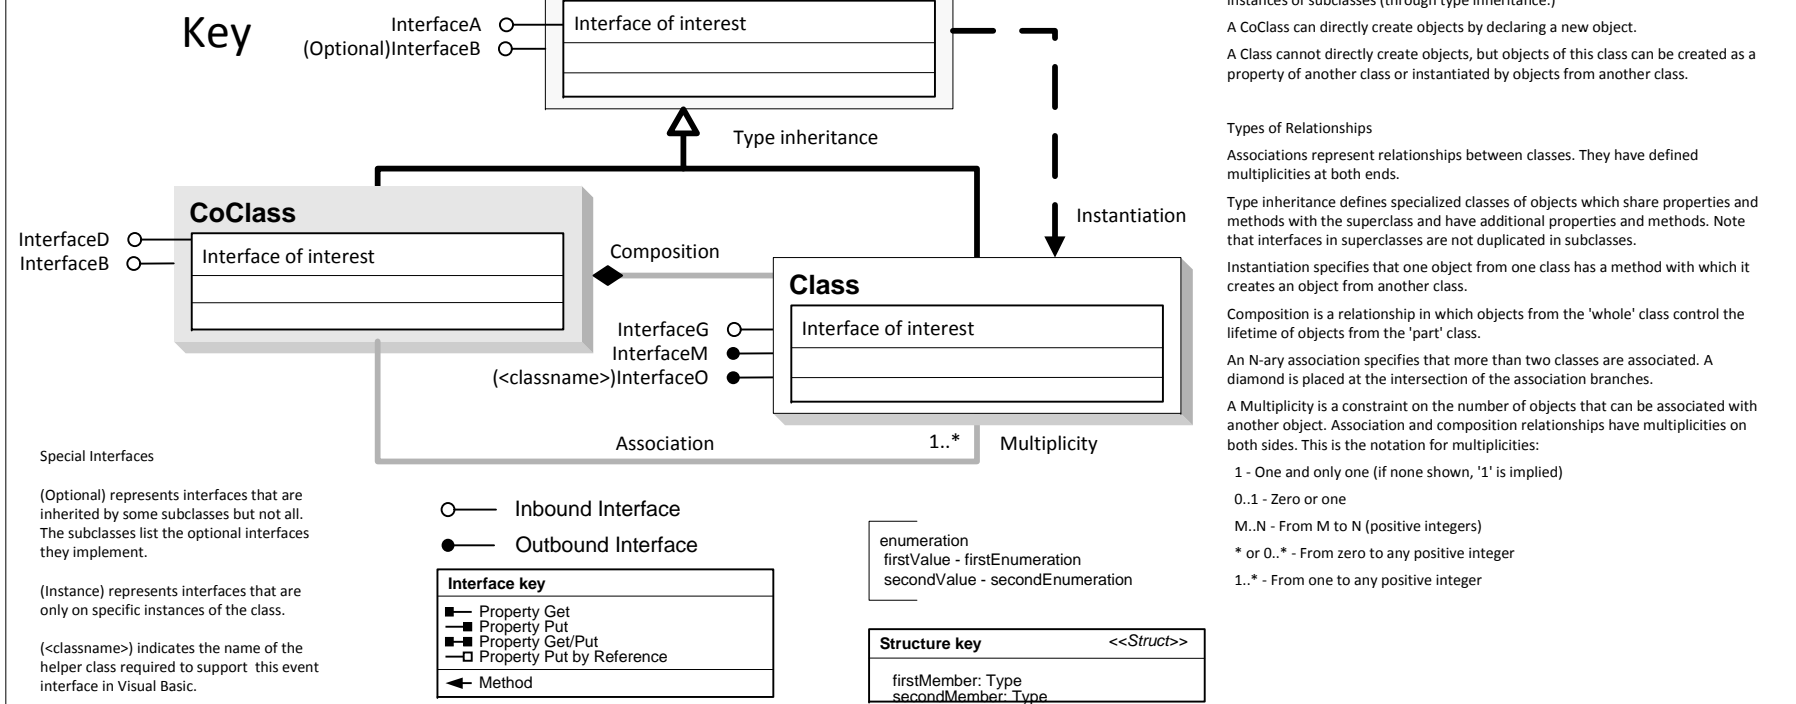 Key
InterfaceA
(Optional)InterfaceB
Interface of interest
Type inheritance
Instantiation
CoClass
InterfaceD
InterfaceB
Interface of interest
Composition
Class
InterfaceG
InterfaceM
(<classname>)InterfaceO
Interface of interest
Association
1..*
Multiplicity
Special Interfaces
(Optional) represents interfaces that are
inherited by some subclasses but not all.
The subclasses list the optional interfaces
they implement.
(Instance) represents interfaces that are
only on specific instances of the class.
(<classname>) indicates the name of the
helper class required to support this event
interface in Visual Basic.
Inbound Interface
Outbound Interface
Interface key
Property Get
Property Put
Property Get/Put
Property Put by Reference
Method
enumeration
firstValue - firstEnumeration
secondValue - secondEnumeration
Structure key <<Struct>>
firstMember: Type
secondMember: Type
instances of subclasses (through type inheritance.)
A CoClass can directly create objects by declaring a new object.
A Class cannot directly create objects, but objects of this class can be created as a
property of another class or instantiated by objects from another class.
Types of Relationships
Associations represent relationships between classes. They have defined
multiplicities at both ends.
Type inheritance defines specialized classes of objects which share properties and
methods with the superclass and have additional properties and methods. Note
that interfaces in superclasses are not duplicated in subclasses.
Instantiation specifies that one object from one class has a method with which it
creates an object from another class.
Composition is a relationship in which objects from the 'whole' class control the
lifetime of objects from the 'part' class.
An N-ary association specifies that more than two classes are associated. A
diamond is placed at the intersection of the association branches.
A Multiplicity is a constraint on the number of objects that can be associated with
another object. Association and composition relationships have multiplicities on
both sides. This is the notation for multiplicities:
1 - One and only one (if none shown, '1' is implied)
0..1 - Zero or one
M..N - From M to N (positive integers)
* or 0..* - From zero to any positive integer
1..* - From one to any positive integer